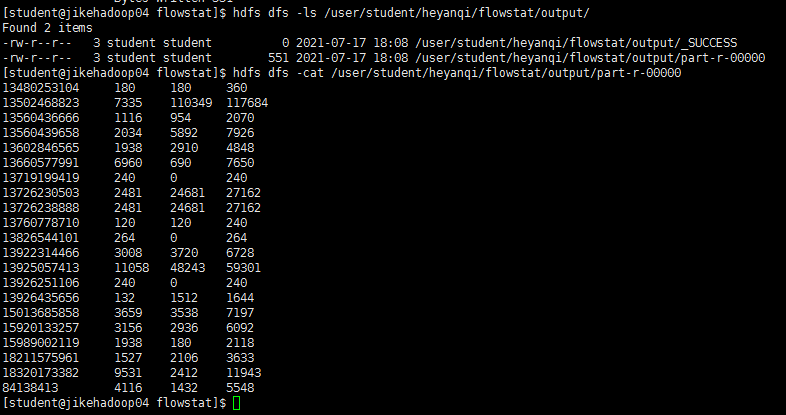 Bytes Written 551
[student@jikehadoop04 flowstat]$ hdfs dfs -ls /user/student/heyanqi/flowstat/output/
Found 2 items
-rw-r--r--   3 student student          0 2021-07-17 18:08 /user/student/heyanqi/flowstat/output/_SUCCESS
-rw-r--r--   3 student student        551 2021-07-17 18:08 /user/student/heyanqi/flowstat/output/part-r-00000
[student@jikehadoop04 flowstat]$ hdfs dfs -cat /user/student/heyanqi/flowstat/output/part-r-00000
13480253104     180     180     360
13502468823     7335    110349  117684
13560436666     1116    954     2070
13560439658     2034    5892    7926
13602846565     1938    2910    4848
13660577991     6960    690     7650
13719199419     240     0       240
13726230503     2481    24681   27162
13726238888     2481    24681   27162
13760778710     120     120     240
13826544101     264     0       264
13922314466     3008    3720    6728
13925057413     11058   48243   59301
13926251106     240     0       240
13926435656     132     1512    1644
15013685858     3659    3538    7197
15920133257     3156    2936    6092
15989002119     1938    180     2118
18211575961     1527    2106    3633
18320173382     9531    2412    11943
84138413        4116    1432    5548
[student@jikehadoop04 flowstat]$